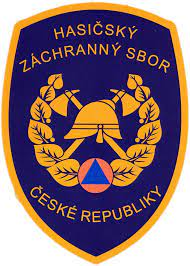 HASIČSKÝ
ZÁCHRANNÝ SBOR
ČESKÉ REPUBLIKY